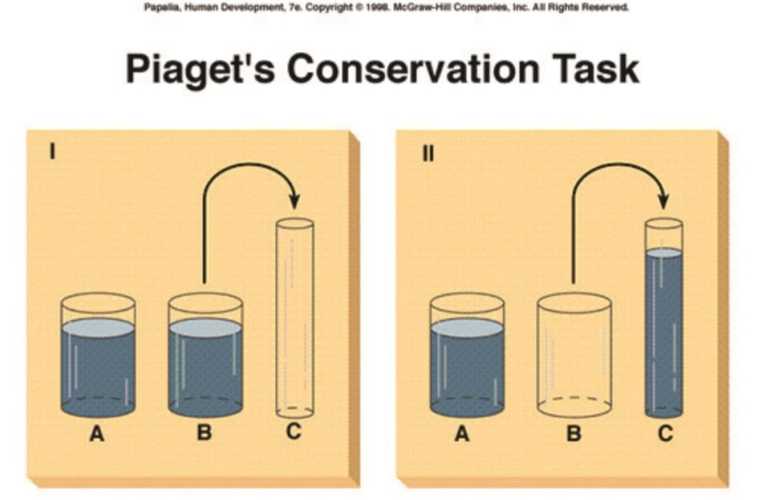 Papalia, Human Development, 7e. Copyright © 1998. McGraw-Hill Companies, Inc. All Rights Reserved.
Piaget's Conservation Task
I
II
A B C
A B C